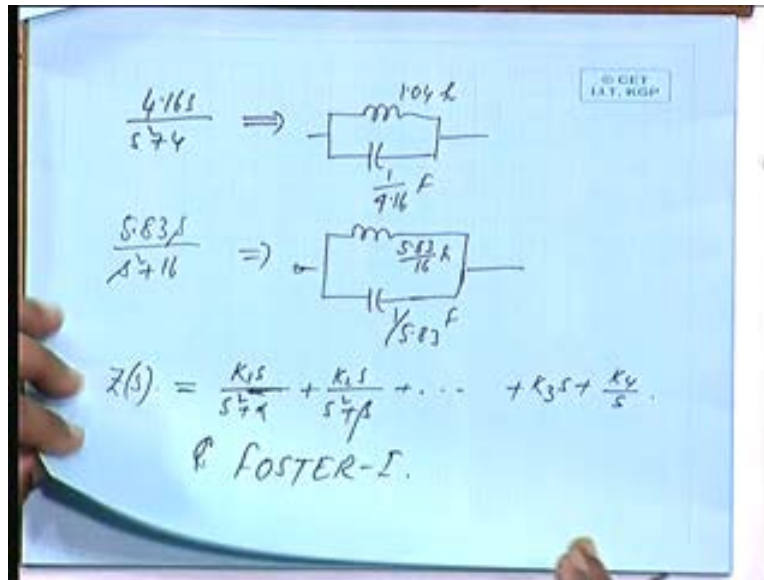 © CET
I.I.T, KGP
4.16s / s²+4 ⇒ 1.04 h
1/4.16 F
5.83s / s²+16 => 5.83/16 h
1/5.83 F
Z(s) = K₁s / s²+α + K₂s / s²+β + ... + K₃s + K₄/s.
FOSTER-I.